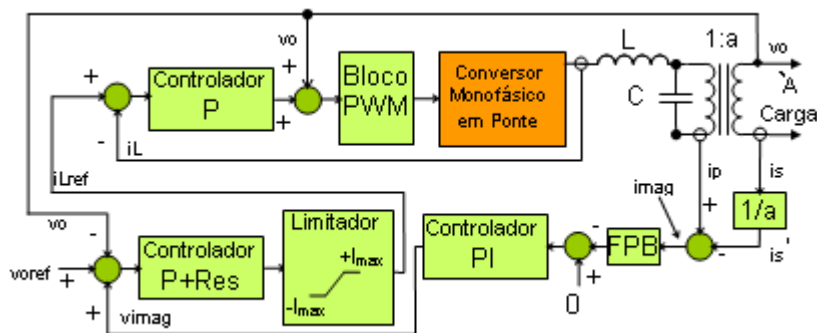 vo
L
1:a
vo
`A
Carga
+
Controlador
P
vo
+
+
Bloco
PWM
Conversor
Monofásico
em Ponte
C
-
iL
iLref
ip
is
imag
+
1/a
vo
-
Limitador
+Imax
-Imax
Controlador
P+Res
Controlador
PI
-
FPB
-
is'
voref
+
+
vimag
+
0